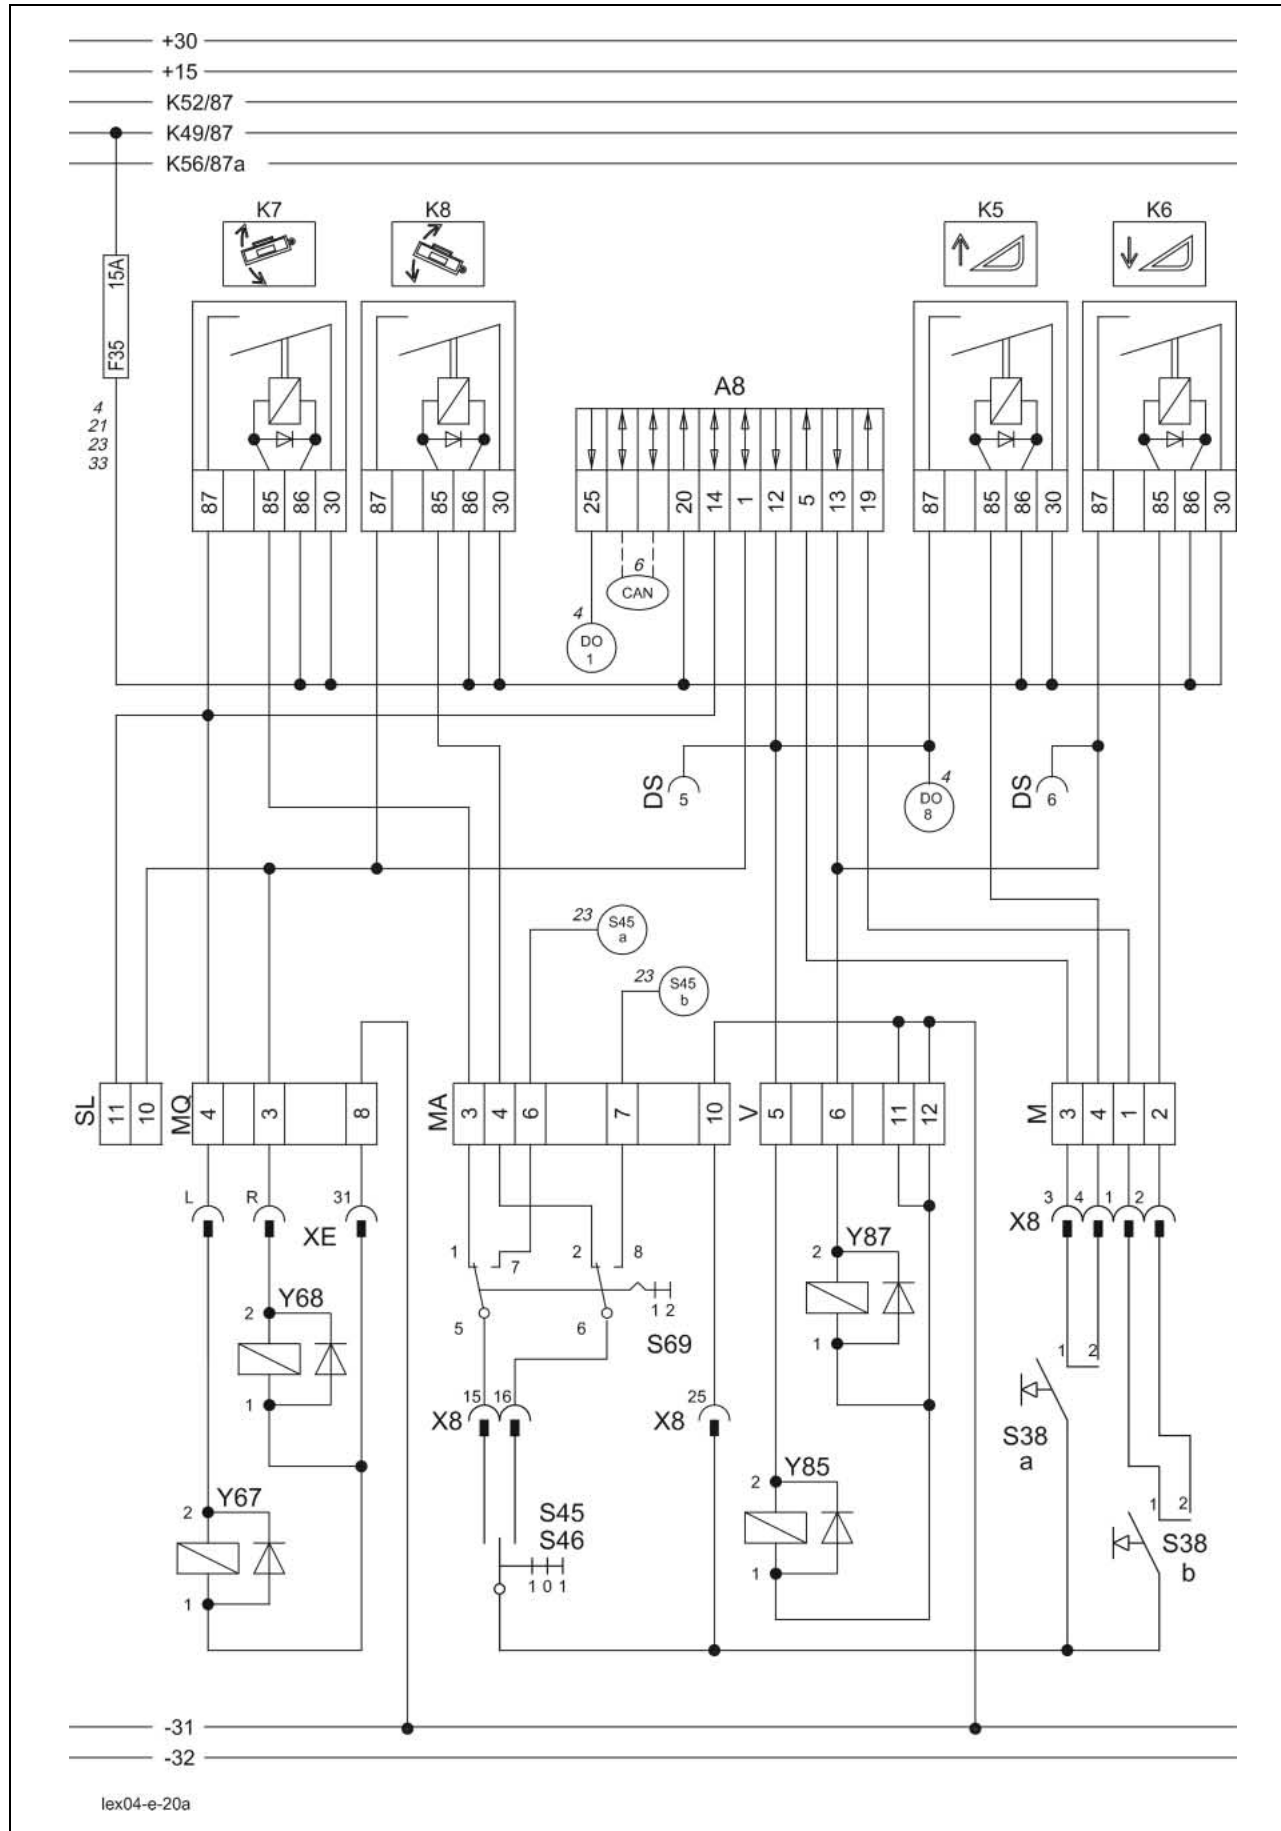 +30
+15
K52/87
K49/87
K56/87a
K7
K8
K5
K6
15A
F35
4
21
23
33
A8
87
85
86
30
87
85
86
30
25
20
14
1
12
5
13
19
87
85
86
30
87
85
86
30
6
CAN
4
DO
1
DS
5
4
DO
8
DS
6
23
S45
a
23
S45
b
SL
11
10
MQ
4
3
8
MA
3
4
6
7
10
V
5
6
11
12
M
3
4
1
2
L
R
31
XE
3
4
1
2
X8
1
7
2
8
5
6
1 2
S69
2
Y87
1
2
Y68
1
15
16
X8
25
X8
1
2
S38
a
2
Y67
1
S45
S46
1 0 1
2
Y85
1
1
2
S38
b
-31
-32
lex04-e-20a